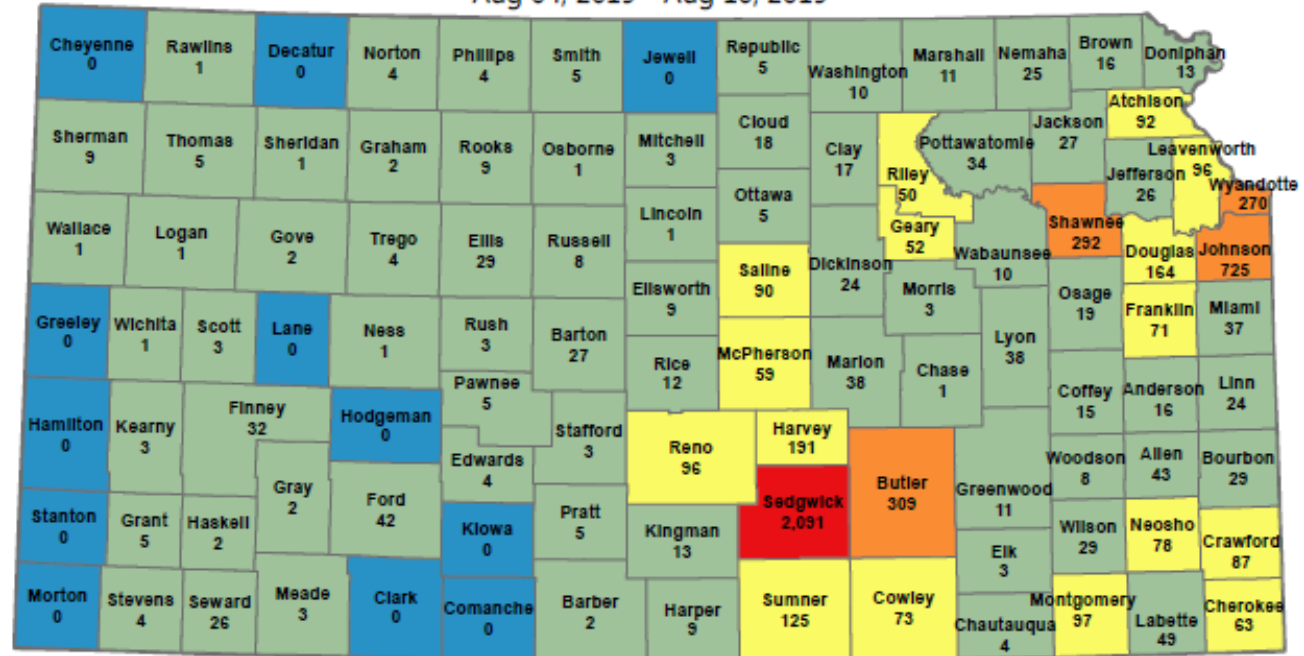 Aug 04, 2019 - Aug 10, 2019
Cheyenne
0
Rawlins
1
Decatur
0
Norton
4
Phillips
4
Smith
5
Jewell
0
Republic
5
Washington
10
Marshall
11
Nemaha
25
Brown
16
Doniphan
13
Atchison
92
Sherman
9
Thomas
5
Sheridan
1
Graham
2
Rooks
9
Osborne
1
Mitchell
3
Cloud
18
Clay
17
Riley
50
Pottawatomie
34
Jackson
27
Jefferson
26
Leavenworth
96
Wyandotte
270
Wallace
1
Logan
1
Gove
2
Trego
4
Ellis
29
Russell
8
Lincoln
1
Ottawa
5
Saline
90
Dickinson
24
Geary
52
Wabaunsee
10
Shawnee
292
Douglas
164
Johnson
725
Ellsworth
9
Morris
3
Osage
19
Franklin
71
Miami
37
Greeley
0
Wichita
1
Scott
3
Lane
0
Ness
1
Rush
3
Barton
27
Rice
12
McPherson
59
Marion
38
Chase
1
Lyon
38
Coffey
15
Anderson
16
Linn
24
Hamilton
0
Kearny
3
Finney
32
Hodgeman
0
Pawnee
5
Stafford
3
Edwards
4
Reno
96
Harvey
191
Sedgwick
2,091
Butler
309
Greenwood
11
Woodson
8
Allen
43
Bourbon
29
Stanton
0
Grant
5
Haskell
2
Gray
2
Ford
42
Kiowa
0
Pratt
5
Kingman
13
Elk
3
Wilson
29
Neosho
78
Crawford
87
Morton
0
Stevens
4
Seward
26
Meade
3
Clark
0
Comanche
0
Barber
2
Harper
9
Sumner
125
Cowley
73
Chautauqua
4
Montgomery
97
Labette
49
Cherokee
63